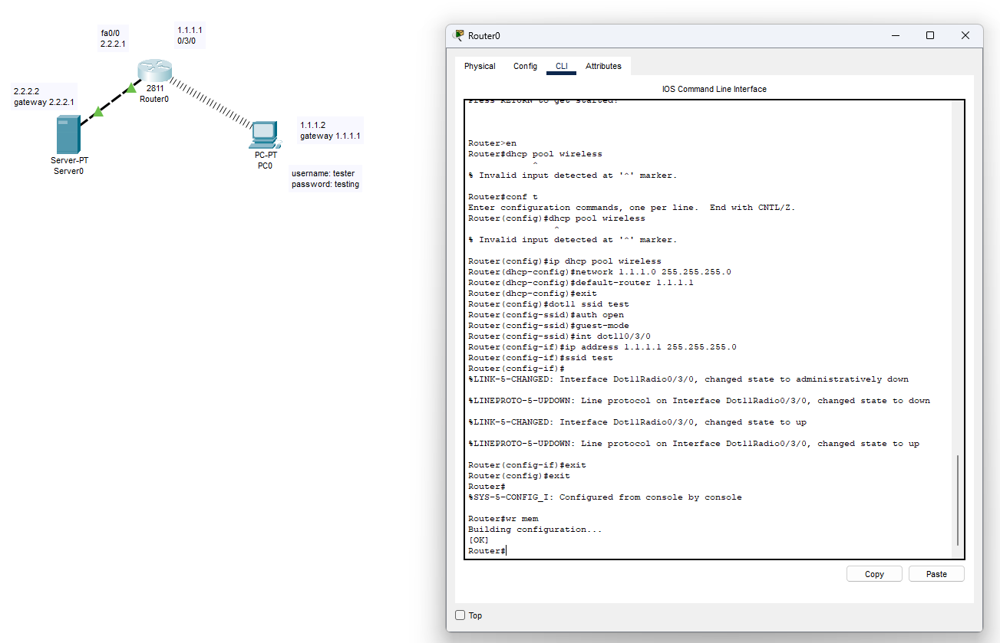 fa0/0
2.2.2.1
1.1.1.1
0/3/0
2811
Router0
2.2.2.2
gateway 2.2.2.1
Server-PT
Server0
1.1.1.2
gateway 1.1.1.1
PC-PT
PC0
username: tester
password: testing
Router0
Physical
Config
CLI
Attributes
IOS Command Line Interface
Press RETURN to get started!
Router>en
Router#dhcp pool wireless
^
% Invalid input detected at '^' marker.
Router#conf t
Enter configuration commands, one per line.  End with CNTL/Z.
Router(config)#dhcp pool wireless
^
% Invalid input detected at '^' marker.
Router(config)#ip dhcp pool wireless
Router(dhcp-config)#network 1.1.1.0 255.255.255.0
Router(dhcp-config)#default-router 1.1.1.1
Router(dhcp-config)#exit
Router(config)#dot11 ssid test
Router(config-ssid)#auth open
Router(config-ssid)#guest-mode
Router(config-ssid)#int dot110/3/0
Router(config-if)#ip address 1.1.1.1 255.255.255.0
Router(config-if)#ssid test
Router(config-if)#
%LINK-5-CHANGED: Interface Dot11Radio0/3/0, changed state to administratively down
%LINEPROTO-5-UPDOWN: Line protocol on Interface Dot11Radio0/3/0, changed state to down
%LINK-5-CHANGED: Interface Dot11Radio0/3/0, changed state to up
%LINEPROTO-5-UPDOWN: Line protocol on Interface Dot11Radio0/3/0, changed state to up
Router(config-if)#exit
Router(config)#exit
Router#
%SYS-5-CONFIG_I: Configured from console by console
Router#wr mem
Building configuration...
[OK]
Router#
Copy
Paste
Top